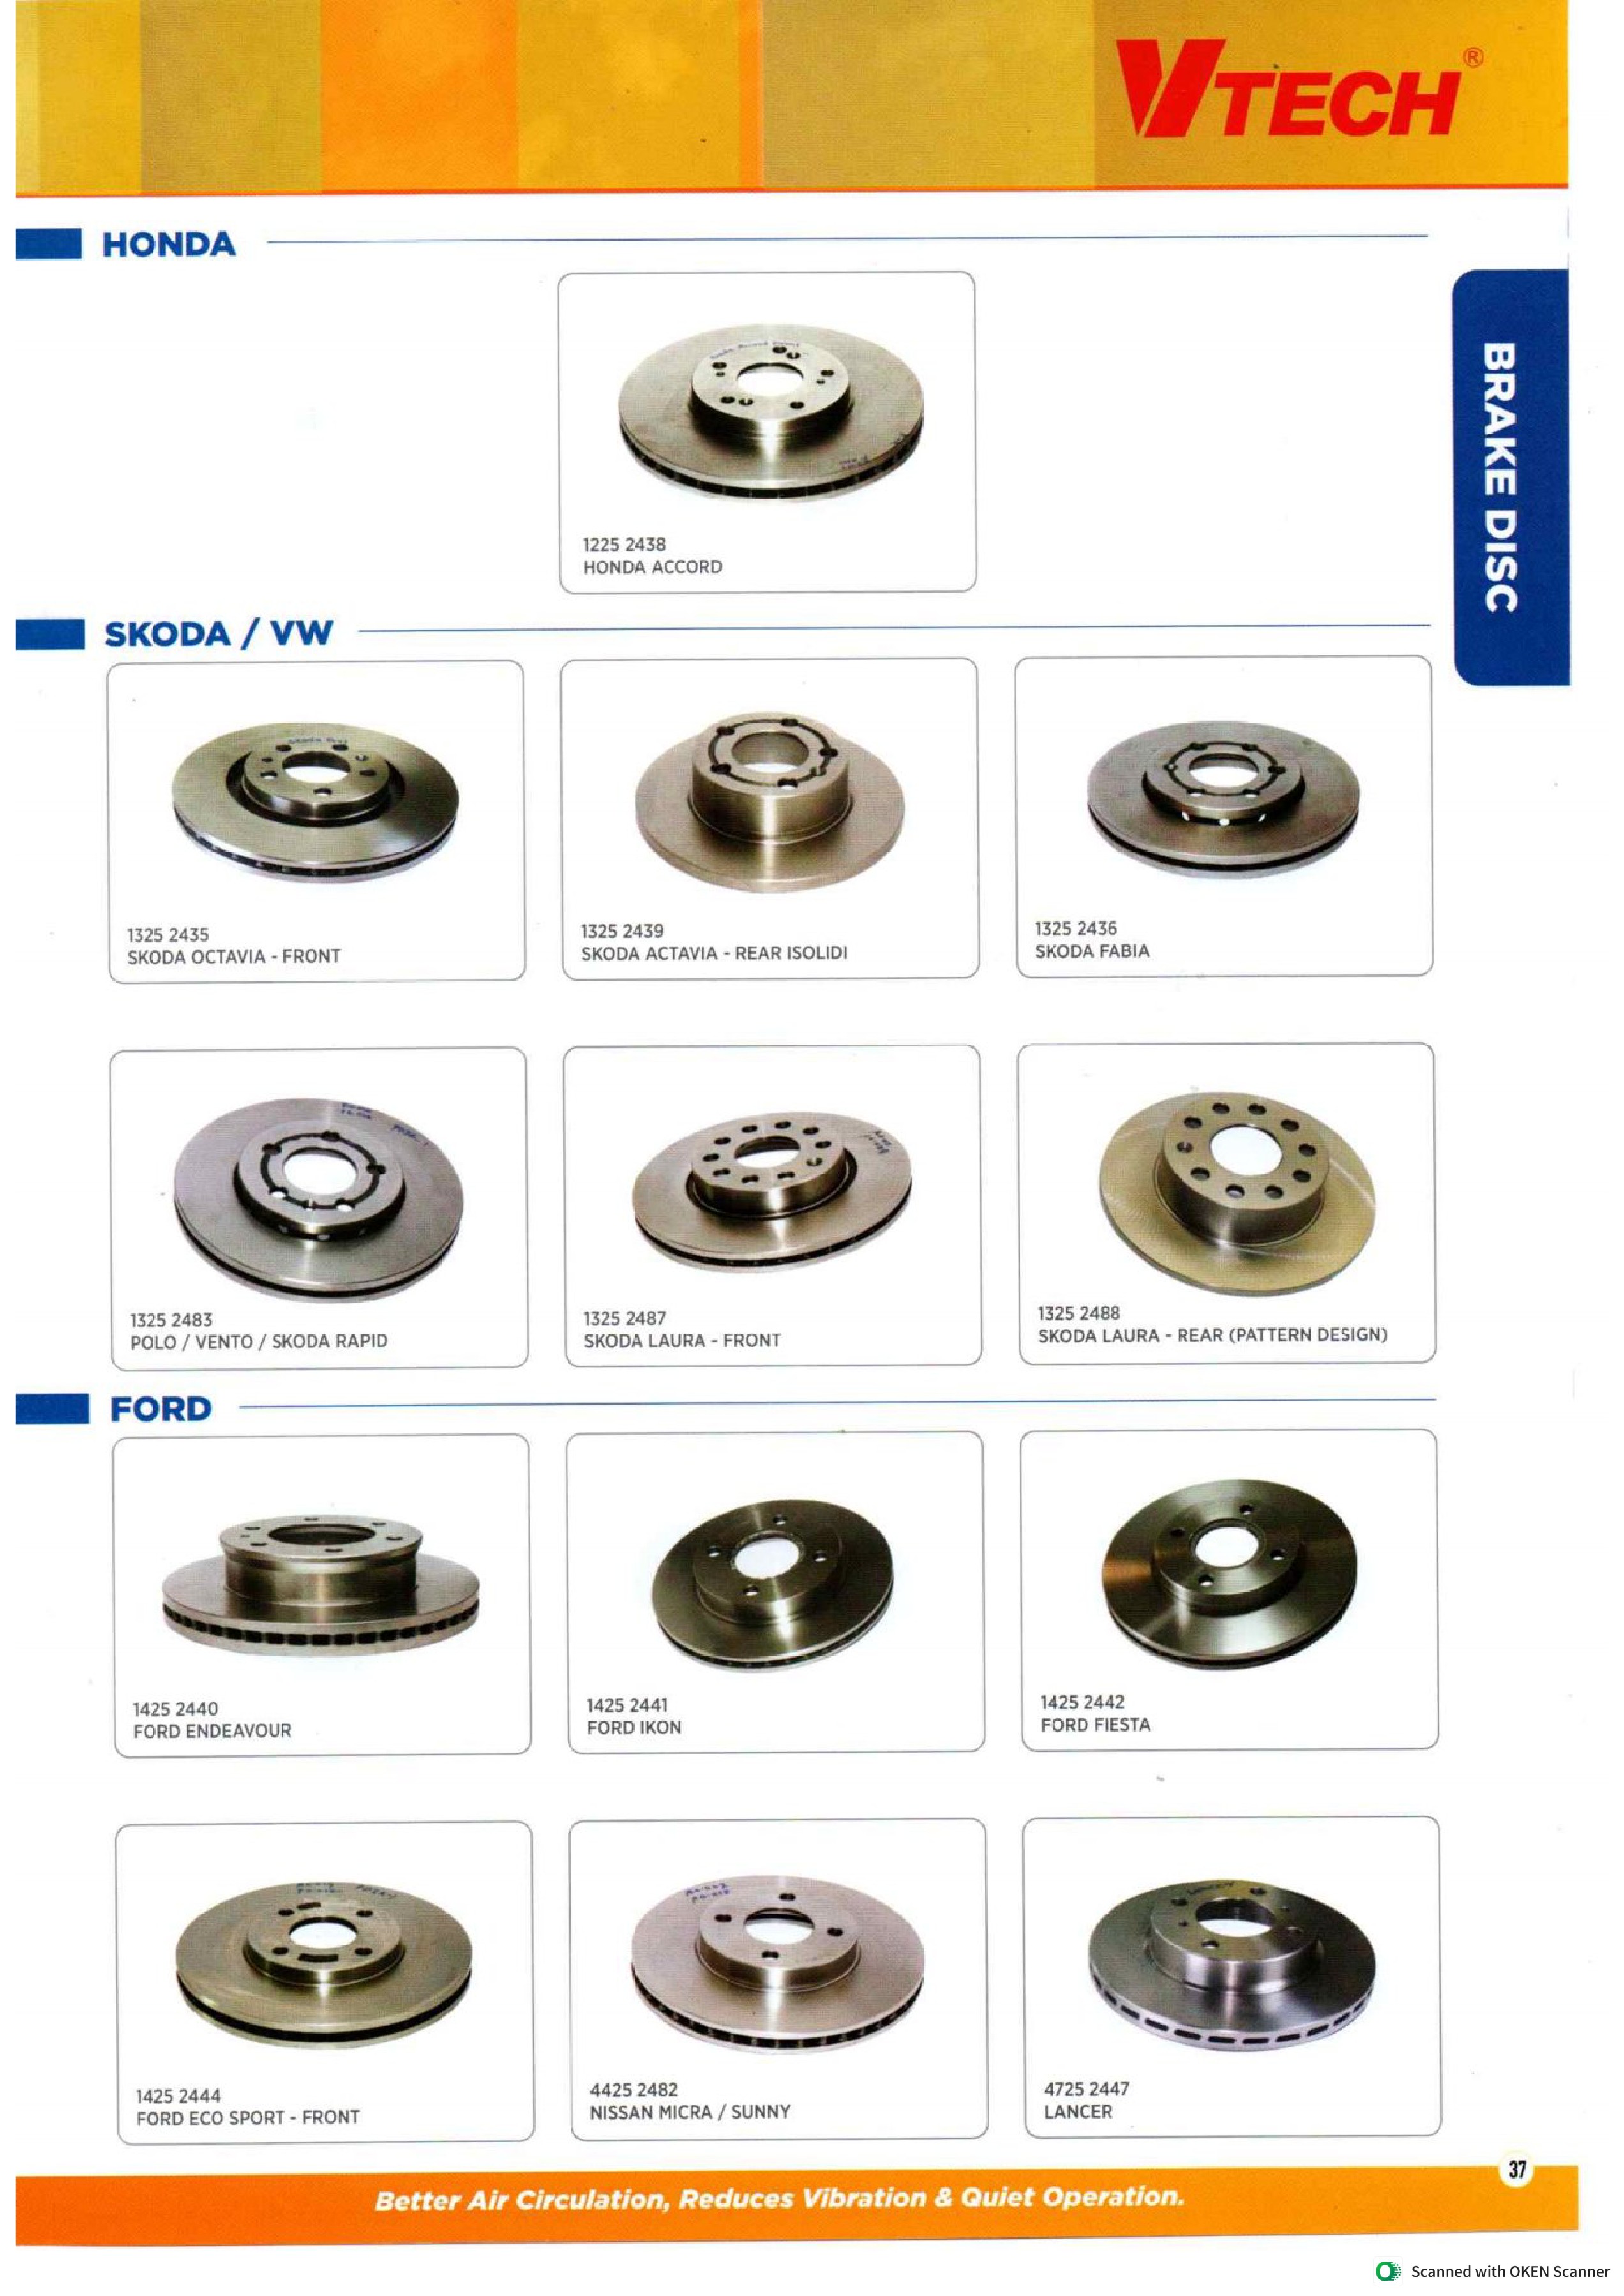 VTECH®
HONDA
BRAKE DISC
1225 2438
HONDA ACCORD
SKODA / VW
1325 2435
SKODA OCTAVIA - FRONT
1325 2439
SKODA ACTAVIA - REAR ISOLIDI
1325 2436
SKODA FABIA
1325 2483
POLO / VENTO / SKODA RAPID
1325 2487
SKODA LAURA - FRONT
1325 2488
SKODA LAURA - REAR (PATTERN DESIGN)
FORD
1425 2440
FORD ENDEAVOUR
1425 2441
FORD IKON
1425 2442
FORD FIESTA
1425 2444
FORD ECO SPORT - FRONT
4425 2482
NISSAN MICRA / SUNNY
4725 2447
LANCER
37
Better Air Circulation, Reduces Vibration & Quiet Operation.
Scanned with OKEN Scanner